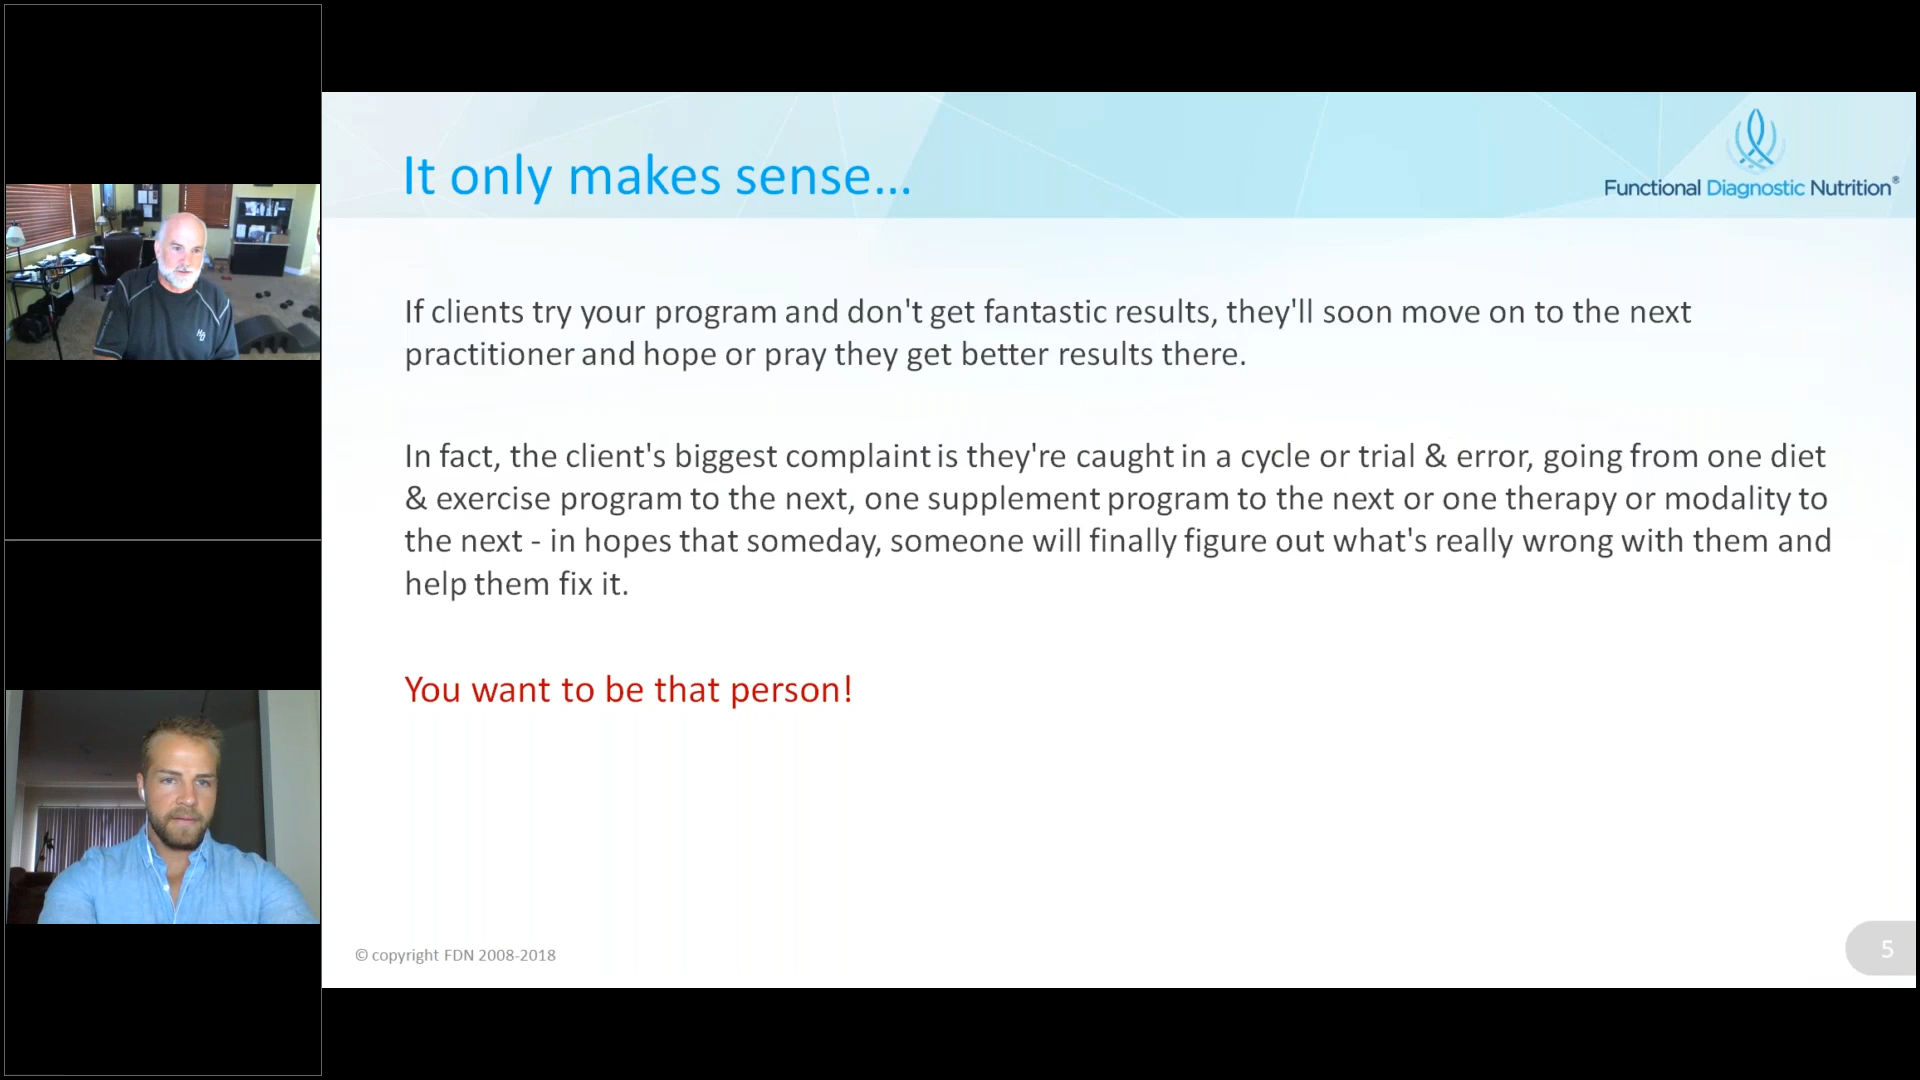 It only makes sense...
Functional Diagnostic Nutrition®
If clients try your program and don't get fantastic results, they'll soon move on to the next
practitioner and hope or pray they get better results there.
In fact, the client's biggest complaint is they're caught in a cycle or trial & error, going from one diet
& exercise program to the next, one supplement program to the next or one therapy or modality to
the next - in hopes that someday, someone will finally figure out what's really wrong with them and
help them fix it.
You want to be that person!
© copyright FDN 2008-2018
5